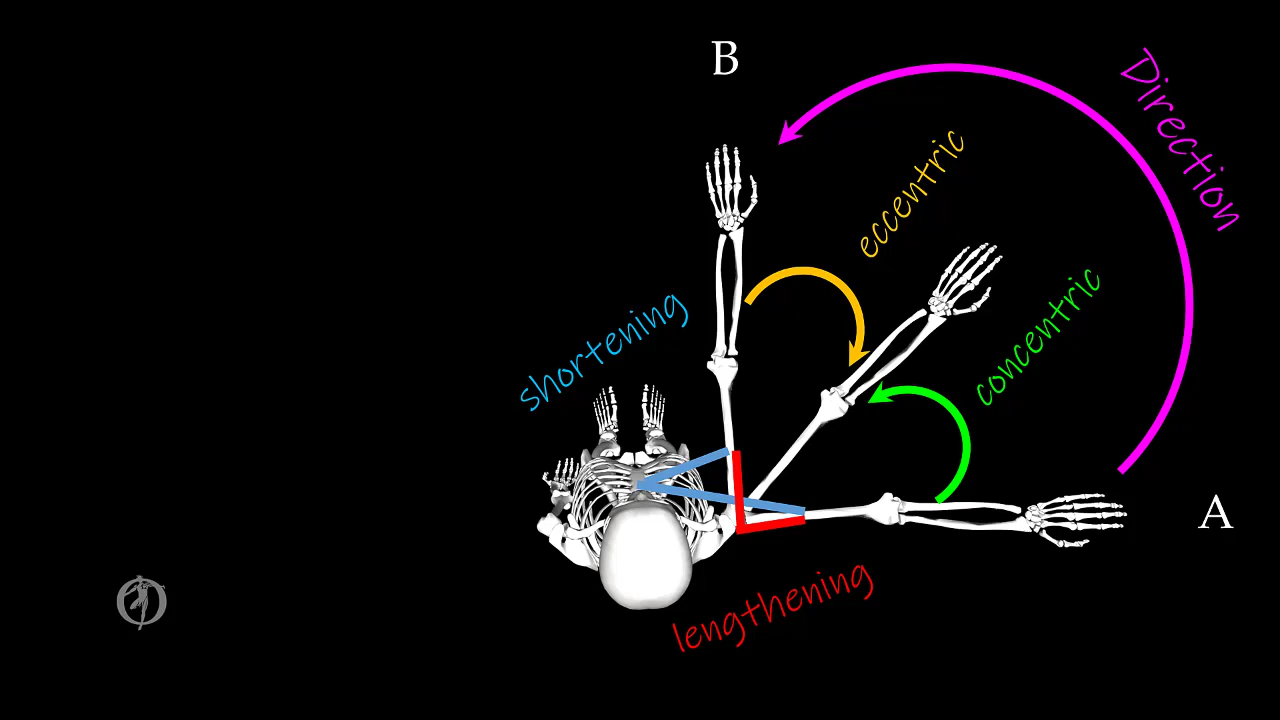 B
Direction
eccentric
shortening
concentric
A
lengthening